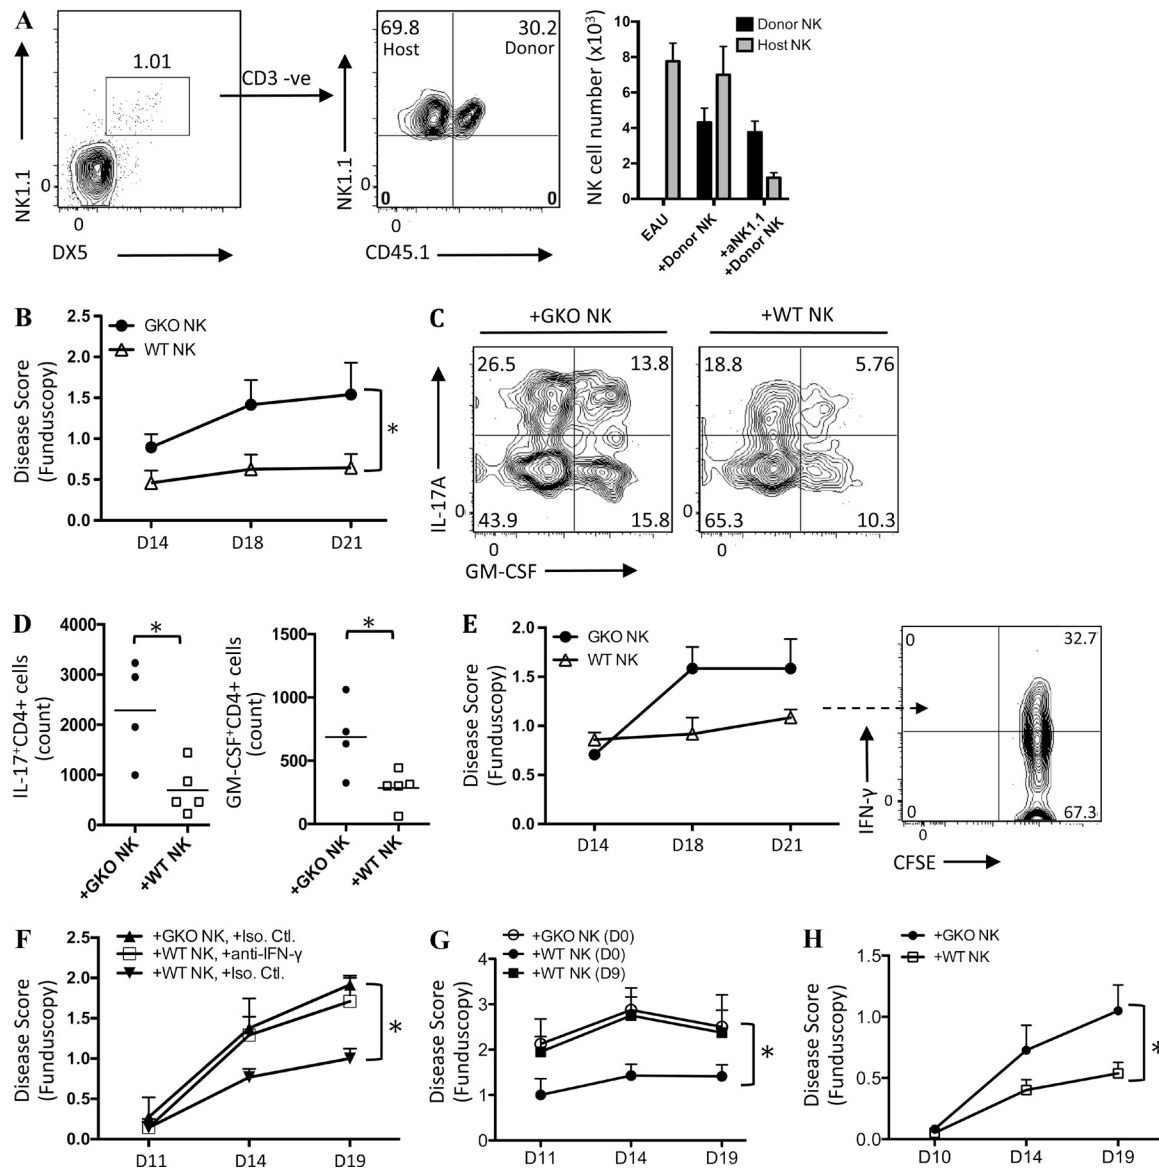 A
NK1.1
0
1.01
0
DX5
CD3 -ve
NK1.1
0
69.8
Host
30.2
Donor
0
0
0
CD45.1
NK cell number (x10³)
10
8
6
4
2
0
Donor NK
Host NK
EAU
+Donor NK
+aNK1.1
+Donor NK
B
Disease Score
(Funduscopy)
2.5
2.0
1.5
1.0
0.5
0.0
GKO NK
WT NK
*
D14
D18
D21
C
+GKO NK
+WT NK
IL-17A
0
26.5
13.8
43.9
15.8
0
18.8
5.76
65.3
10.3
0
0
GM-CSF
D
IL-17⁺CD4+ cells
(count)
4000
3000
2000
1000
0
*
+GKO NK
+WT NK
GM-CSF⁺CD4+ cells
(count)
1500
1000
500
0
*
+GKO NK
+WT NK
E
Disease Score
(Funduscopy)
2.0
1.5
1.0
0.5
0.0
GKO NK
WT NK
D14
D18
D21
IFN-γ
0
0
32.7
0
67.3
0
CFSE
F
Disease Score
(Funduscopy)
2.5
2.0
1.5
1.0
0.5
0.0
+GKO NK, +Iso. Ctl.
+WT NK, +anti-IFN-γ
+WT NK, +Iso. Ctl.
*
D11
D14
D19
G
Disease Score
(Funduscopy)
4
3
2
1
0
+GKO NK (D0)
+WT NK (D0)
+WT NK (D9)
*
D11
D14
D19
H
Disease Score
(Funduscopy)
1.5
1.0
0.5
0.0
+GKO NK
+WT NK
*
D10
D14
D19